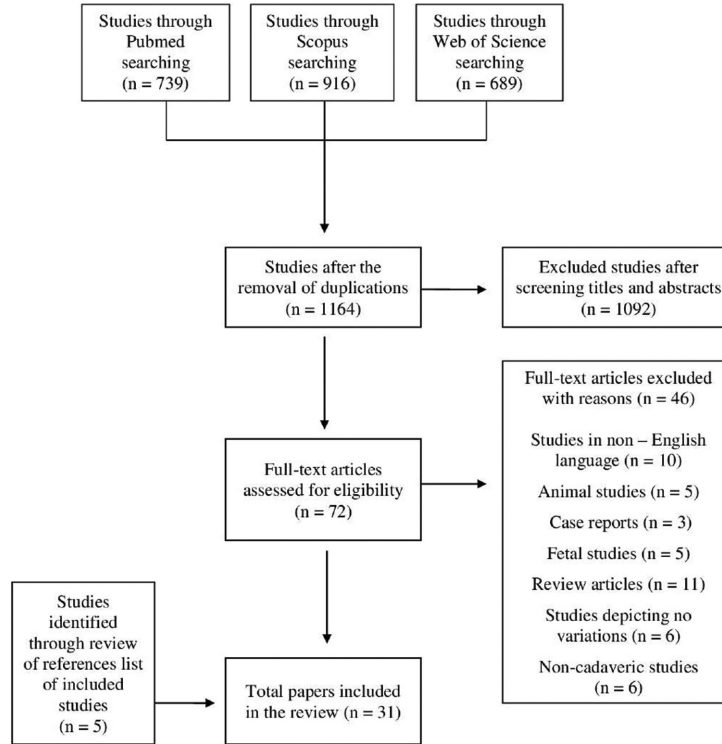 Studies through
Pubmed
searching
(n = 739)
Studies through
Scopus
searching
(n = 916)
Studies through
Web of Science
searching
(n = 689)
Studies after the
removal of duplications
(n = 1164)
Excluded studies after
screening titles and abstracts
(n = 1092)
Full-text articles
assessed for eligibility
(n = 72)
Full-text articles excluded
with reasons (n = 46)
Studies in non – English
language (n = 10)
Animal studies (n = 5)
Case reports (n = 3)
Fetal studies (n = 5)
Review articles (n = 11)
Studies depicting no
variations (n = 6)
Non-cadaveric studies
(n = 6)
Studies
identified
through review
of references list
of included
studies
(n = 5)
Total papers included
in the review (n = 31)